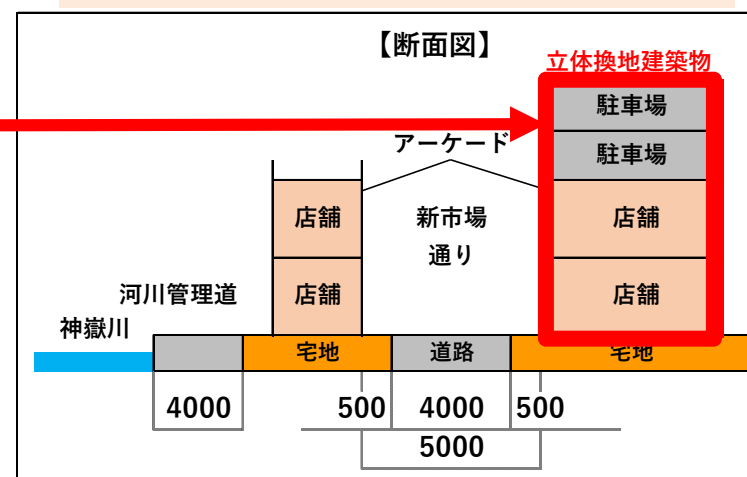 【断面図】
立体換地建築物
駐車場
アーケード
駐車場
店舗
新市場
通り
店舗
河川管理道
店舗
店舗
神嶽川
宅地
道路
宅地
4000
500
4000
500
5000